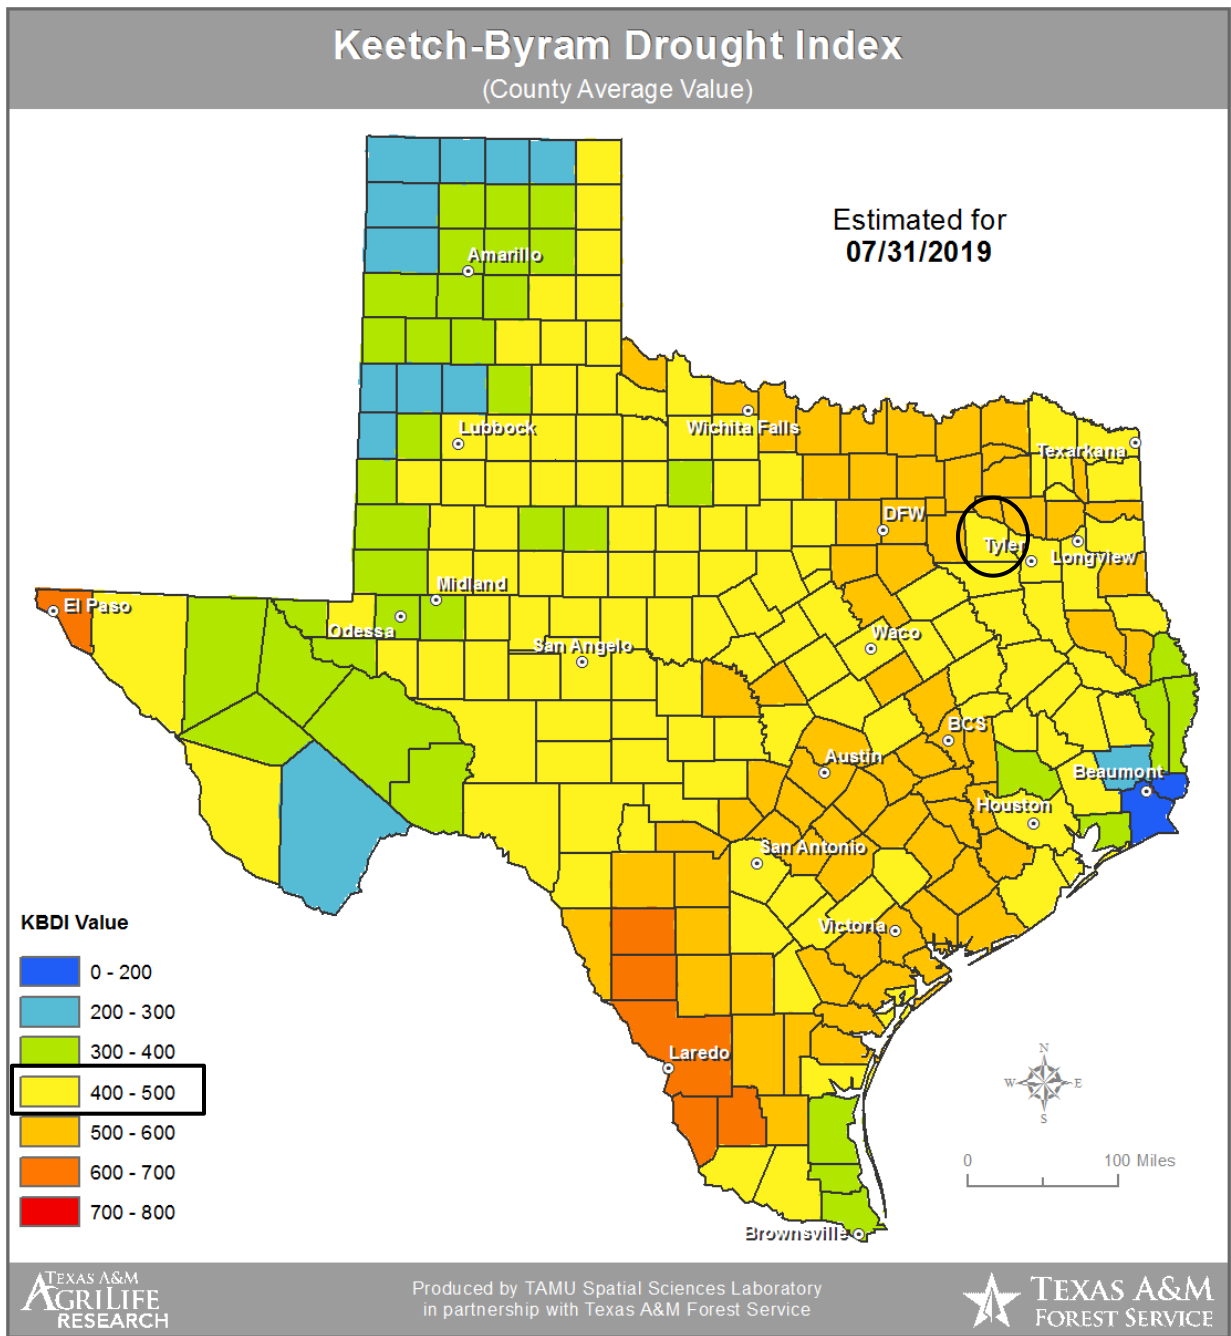 Keetch-Byram Drought Index
(County Average Value)
Estimated for
07/31/2019
Amarillo
Lubbock
Wichita Falls
Texarkana
DFW
Tyler
Longview
Midland
El Paso
Odessa
Waco
San Angelo
BCS
Austin
Beaumont
Houston
San Antonio
Victoria
Laredo
Brownsville
KBDI Value
0 - 200
200 - 300
300 - 400
400 - 500
500 - 600
600 - 700
700 - 800
N
W
E
S
0 100 Miles
TEXAS A&M
AGRILIFE
RESEARCH
Produced by TAMU Spatial Sciences Laboratory
in partnership with Texas A&M Forest Service
TEXAS A&M
FOREST SERVICE